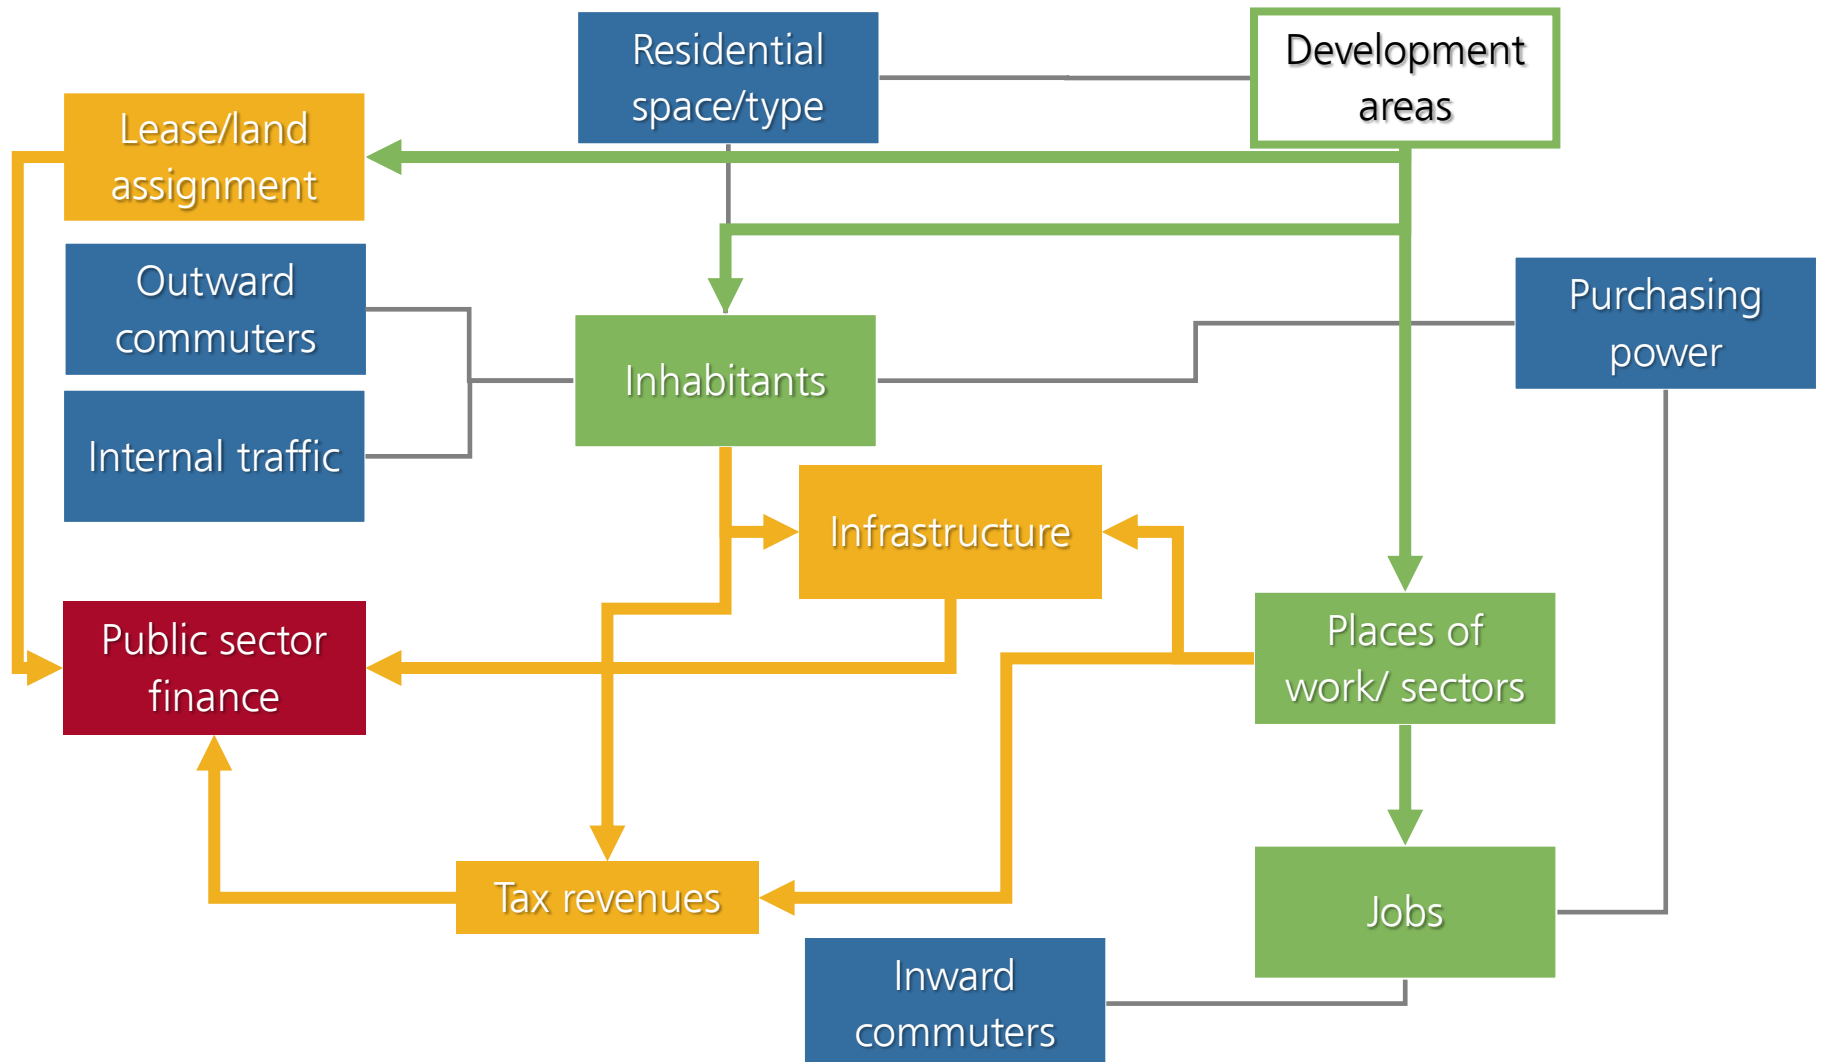 Residential
space/type
Development
areas
Lease/land
assignment
Outward
commuters
Purchasing
power
Inhabitants
Internal traffic
Infrastructure
Public sector
finance
Places of
work/ sectors
Tax revenues
Jobs
Inward
commuters